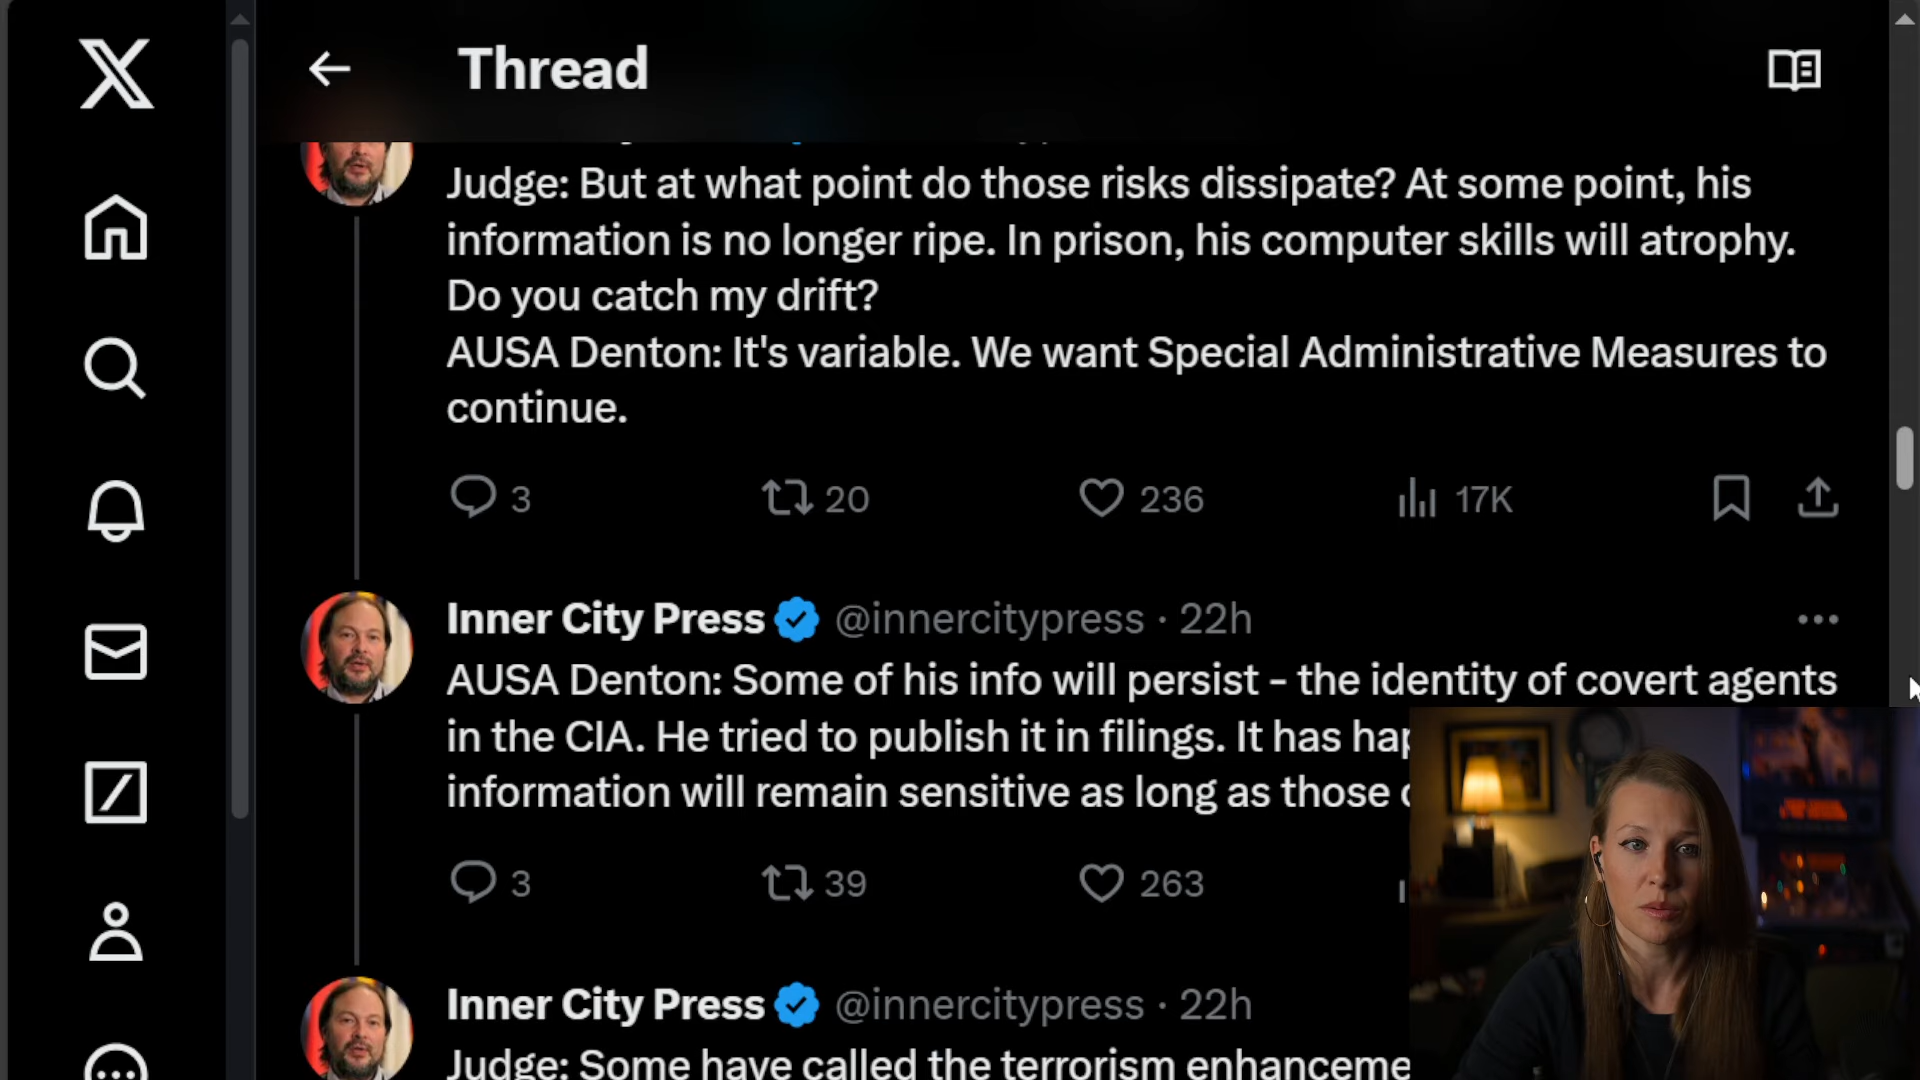 Thread
Judge: But at what point do those risks dissipate? At some point, his
information is no longer ripe. In prison, his computer skills will atrophy.
Do you catch my drift?
AUSA Denton: It's variable. We want Special Administrative Measures to
continue.
3 20 236 17K
Inner City Press @innercitypress · 22h
AUSA Denton: Some of his info will persist - the identity of covert agents
in the CIA. He tried to publish it in filings. It has
information will remain sensitive as long as those
3 39 263
Inner City Press @innercitypress · 22h
Judge: Some have called the terrorism